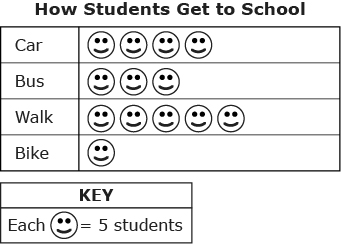 How Students Get to School
Car
Bus
Walk
Bike
KEY
Each = 5 students